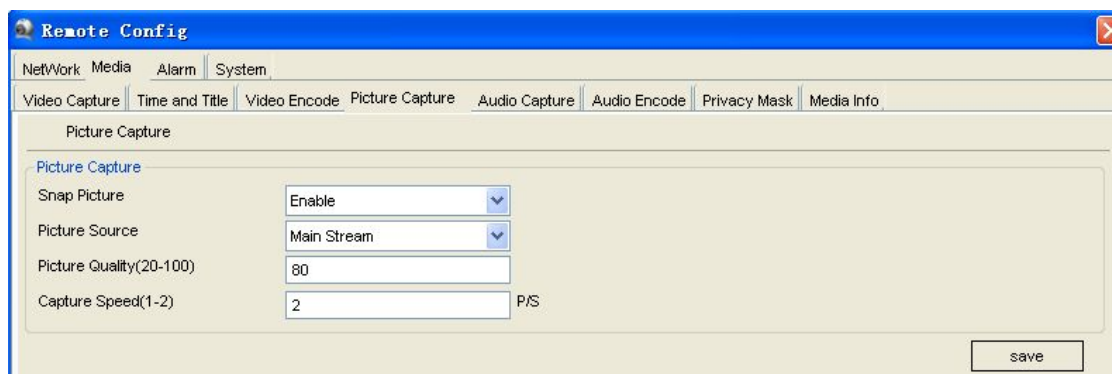 Remote Config
NetWork Media Alarm System
Video Capture Time and Title Video Encode Picture Capture Audio Capture Audio Encode Privacy Mask Media Info
Picture Capture
Picture Capture
Snap Picture Enable
Picture Source Main Stream
Picture Quality(20-100) 80
Capture Speed(1-2) 2 P/S
save